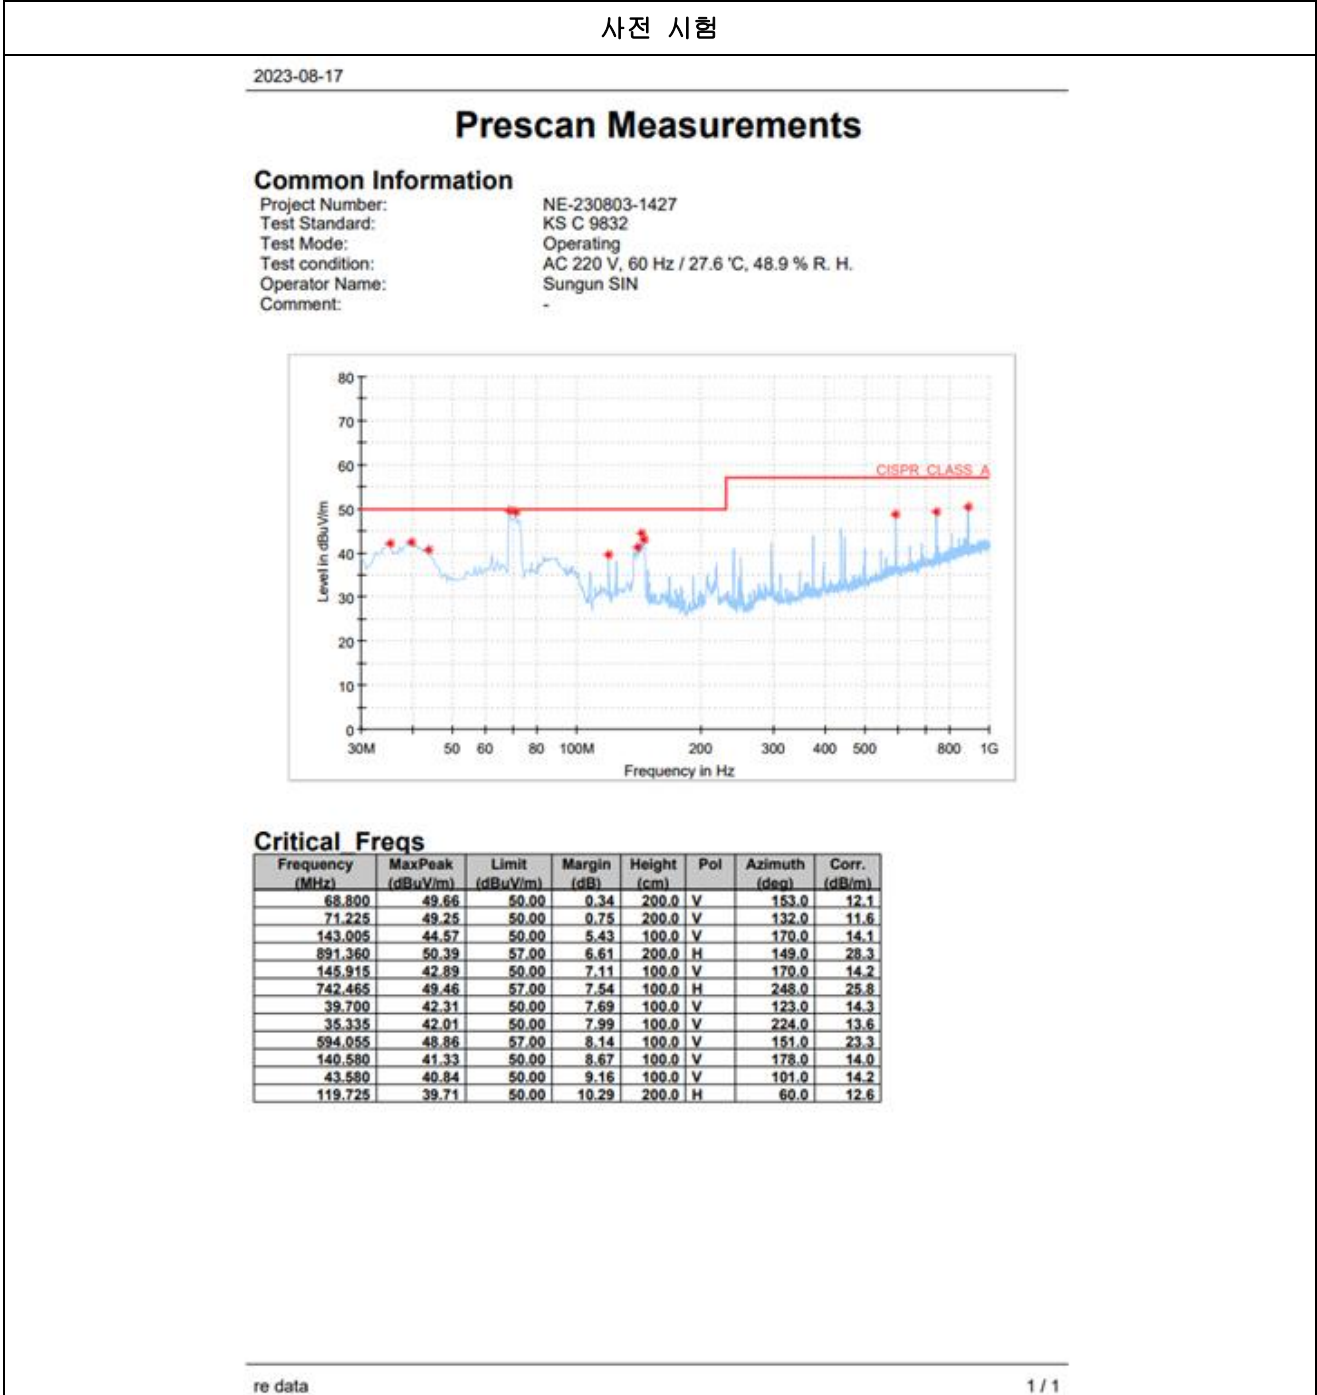 사전 시험
2023-08-17
Prescan Measurements
Common Information
Project Number: NE-230803-1427
Test Standard: KS C 9832
Test Mode: Operating
Test condition: AC 220 V, 60 Hz / 27.6 'C, 48.9 % R. H.
Operator Name: Sungun SIN
Comment: -
80
70
60
50
40
30
20
10
0
Level in dBuV/m
CISPR CLASS A
30M 50 60 80 100M 200 300 400 500 800 1G
Frequency in Hz
Critical_Freqs
Frequency MaxPeak Limit Margin Height Pol Azimuth Corr.
(MHz) (dBuV/m) (dBuV/m) (dB) (cm) (deg) (dB/m)
68.800 49.66 50.00 0.34 200.0 V 153.0 12.1
71.225 49.25 50.00 0.75 200.0 V 132.0 11.6
143.005 44.57 50.00 5.43 100.0 V 170.0 14.1
891.360 50.39 57.00 6.61 200.0 H 149.0 28.3
145.915 42.89 50.00 7.11 100.0 V 170.0 14.2
742.465 49.46 57.00 7.54 100.0 H 248.0 25.8
39.700 42.31 50.00 7.69 100.0 V 123.0 14.3
35.335 42.01 50.00 7.99 100.0 V 224.0 13.6
594.055 48.86 57.00 8.14 100.0 V 151.0 23.3
140.580 41.33 50.00 8.67 100.0 V 178.0 14.0
43.580 40.84 50.00 9.16 100.0 V 101.0 14.2
119.725 39.71 50.00 10.29 200.0 H 60.0 12.6
re data 1 / 1